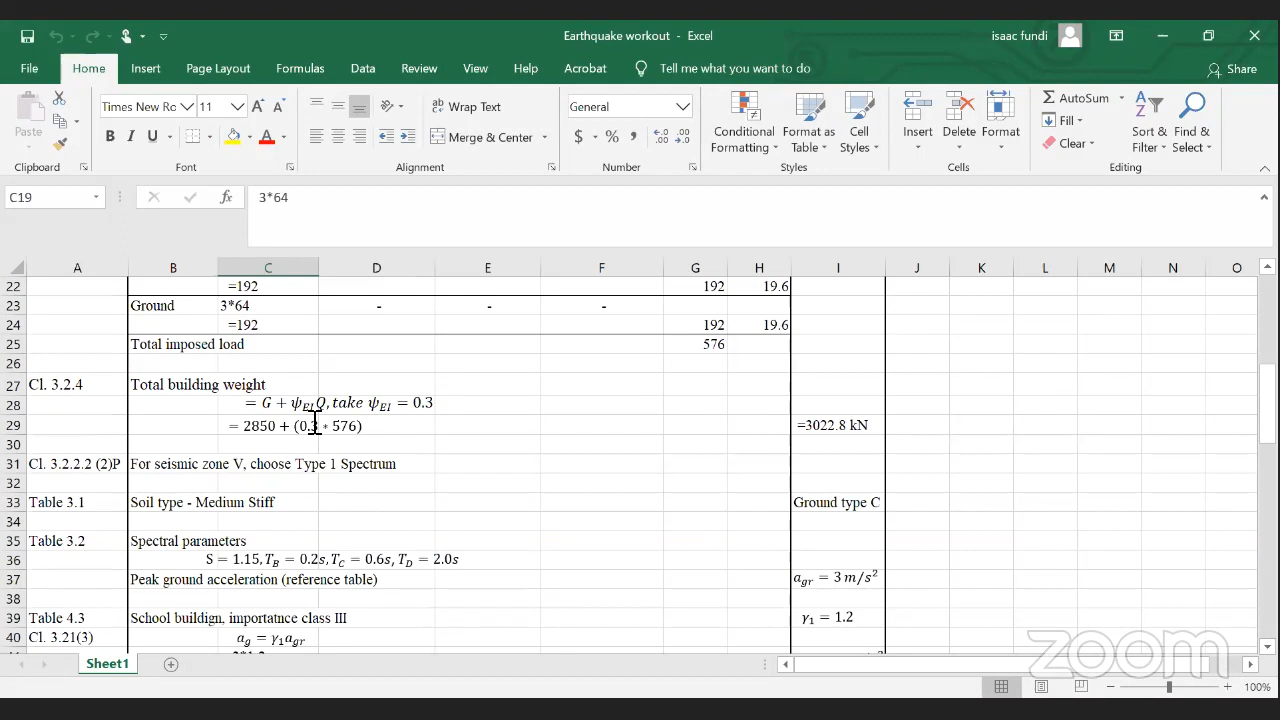 Earthquake workout - Excel
isaac fundi
File Home Insert Page Layout Formulas Data Review View Help Acrobat Tell me what you want to do Share
Paste
Clipboard
Times New Ro 11
B I U
Font
Wrap Text
Merge & Center
Alignment
General
$ % ,
Number
Conditional Formatting
Format as Table
Cell Styles
Styles
Insert Delete Format
Cells
AutoSum
Fill
Clear
Sort & Filter
Find & Select
Editing
C19 fx 3*64
A B C D E F G H I J K L M N O
22 =192 192 19.6
23 Ground 3*64 - - -
24 =192 192 19.6
25 Total imposed load 576
26
27 Cl. 3.2.4 Total building weight
28 = G + ψ_EI Q, take ψ_EI = 0.3
29 = 2850 + (0.3 * 576) =3022.8 kN
30
31 Cl. 3.2.2.2 (2)P For seismic zone V, choose Type 1 Spectrum
32
33 Table 3.1 Soil type - Medium Stiff Ground type C
34
35 Table 3.2 Spectral parameters
36 S = 1.15, T_B = 0.2s, T_C = 0.6s, T_D = 2.0s
37 Peak ground acceleration (reference table) a_gr = 3 m/s²
38
39 Table 4.3 School buildign, importatnce class III γ₁ = 1.2
40 Cl. 3.21(3) a_g = γ₁a_gr
Sheet1
zoom
100%